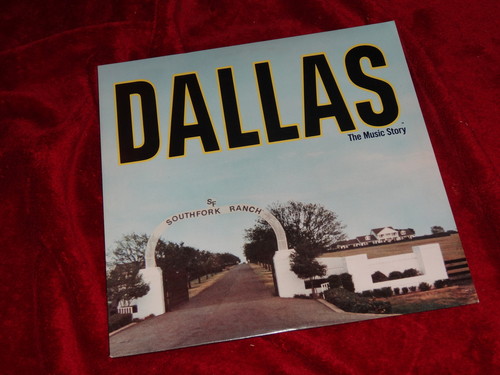 DALLAS
The Music Story
SF
SOUTHFORK RANCH